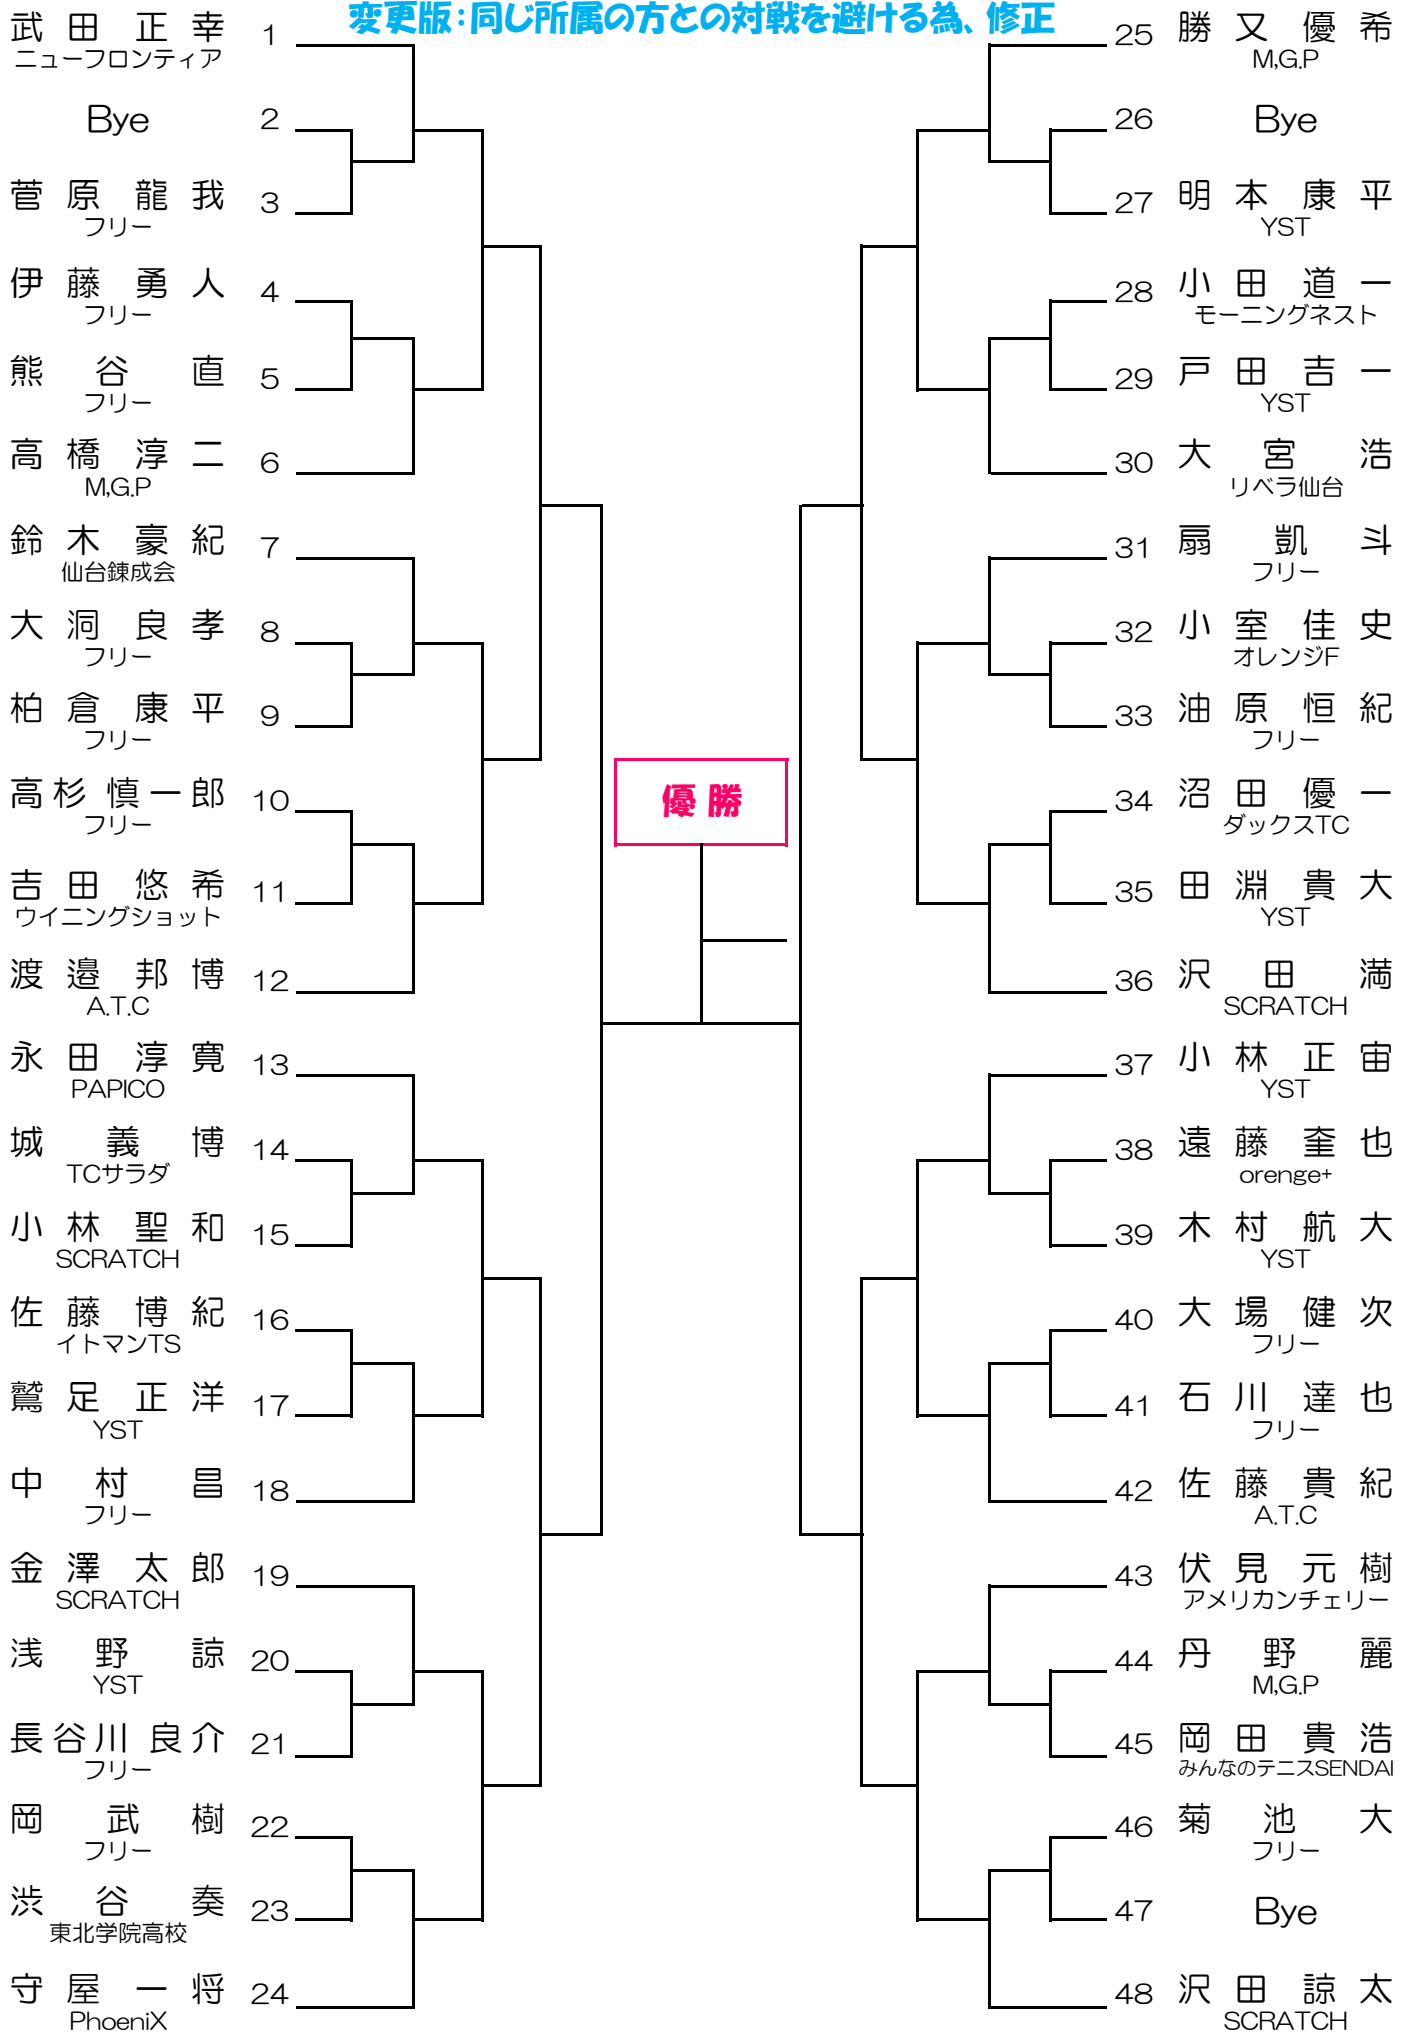 変更版：同じ所属の方との対戦を避ける為、修正
武田正幸 1
ニューフロンティア
Bye 2
菅原龍我 3
フリー
伊藤勇人 4
フリー
熊谷直 5
フリー
高橋淳二 6
M,G.P
鈴木豪紀 7
仙台錬成会
大洞良孝 8
フリー
柏倉康平 9
フリー
高杉慎一郎 10
フリー
吉田悠希 11
ウイニングショット
渡邉邦博 12
A.T.C
永田淳寛 13
PAPICO
城義博 14
TCサラダ
小林聖和 15
SCRATCH
佐藤博紀 16
イトマンTS
鷲足正洋 17
YST
中村昌 18
フリー
金澤太郎 19
SCRATCH
浅野諒 20
YST
長谷川良介 21
フリー
岡武樹 22
フリー
渋谷奏 23
東北学院高校
守屋一将 24
PhoeniX
優勝
25 勝又優希
M,G.P
26 Bye
27 明本康平
YST
28 小田道一
モーニングネスト
29 戸田吉一
YST
30 大宮浩
リベラ仙台
31 扇凱斗
フリー
32 小室佳史
オレンジF
33 油原恒紀
フリー
34 沼田優一
ダックスTC
35 田淵貴大
YST
36 沢田満
SCRATCH
37 小林正宙
YST
38 遠藤奎也
orenge+
39 木村航大
YST
40 大場健次
フリー
41 石川達也
フリー
42 佐藤貴紀
A.T.C
43 伏見元樹
アメリカンチェリー
44 丹野麗
M,G.P
45 岡田貴浩
みんなのテニスSENDAI
46 菊池大
フリー
47 Bye
48 沢田諒太
SCRATCH